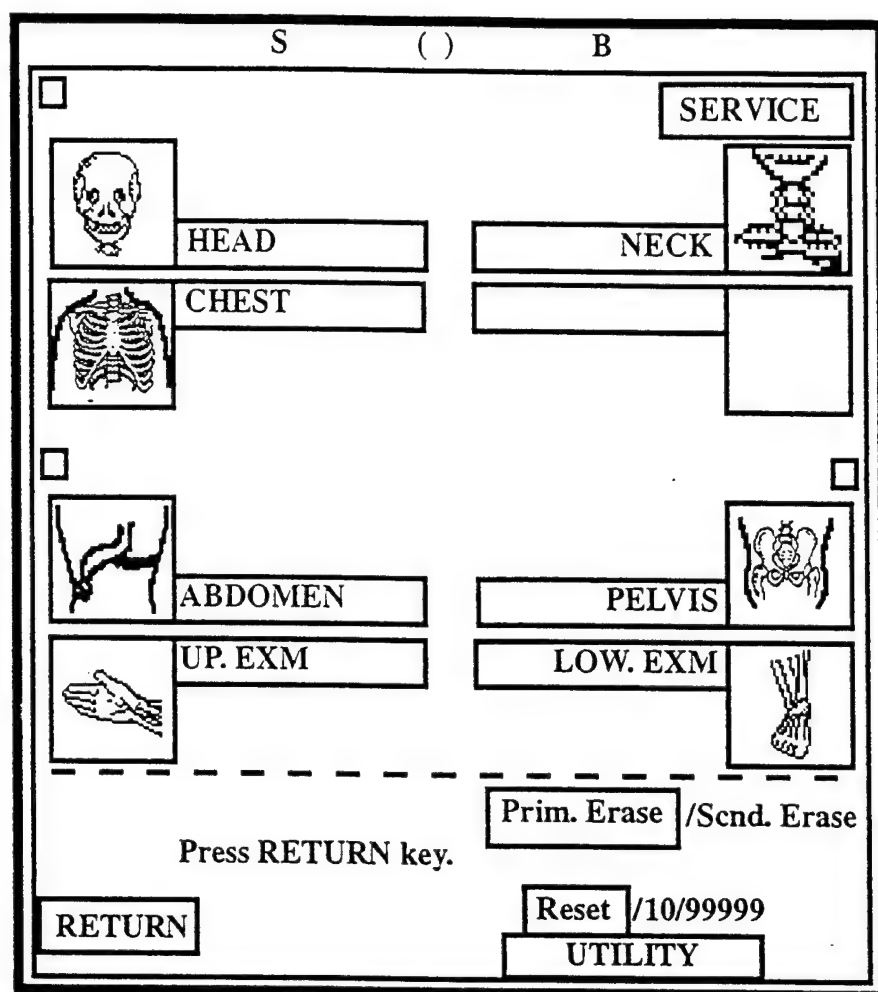 S ( ) B
SERVICE
HEAD NECK
CHEST
ABDOMEN PELVIS
UP. EXM LOW. EXM
Prim. Erase /Scnd. Erase
Press RETURN key.
Reset /10/99999
RETURN
UTILITY